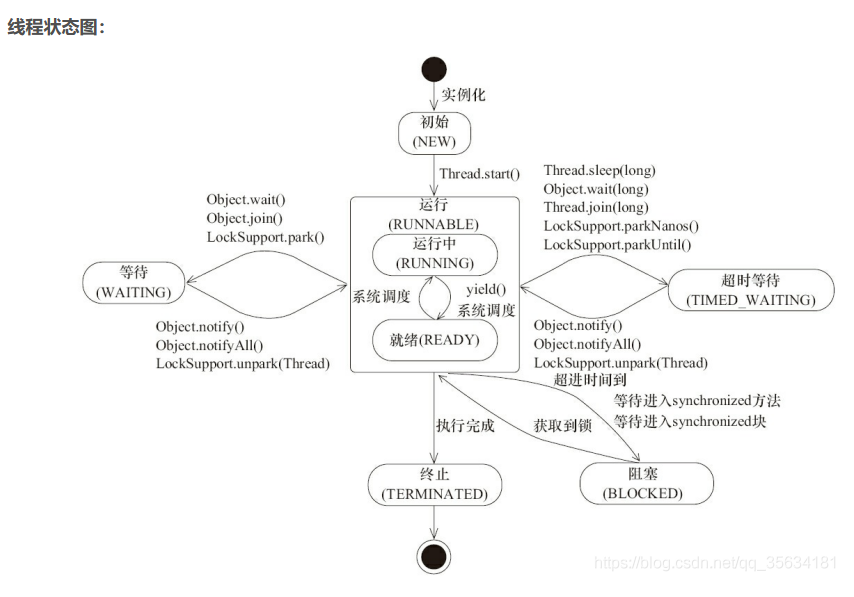 线程状态图:
实例化
初始
(NEW)
Thread.start()
Thread.sleep(long)
Object.wait(long)
Thread.join(long)
LockSupport.parkNanos()
LockSupport.parkUntil()
Object.wait()
Object.join()
LockSupport.park()
运行
(RUNNABLE)
运行中
(RUNNING)
等待
(WAITING)
超时等待
(TIMED_WAITING)
系统调度
yield()
系统调度
就绪(READY)
Object.notify()
Object.notifyAll()
LockSupport.unpark(Thread)
Object.notify()
Object.notifyAll()
LockSupport.unpark(Thread)
超进时间到
等待进入synchronized方法
等待进入synchronized块
执行完成
获取到锁
终止
(TERMINATED)
阻塞
(BLOCKED)
https://blog.csdn.net/qq_35634181